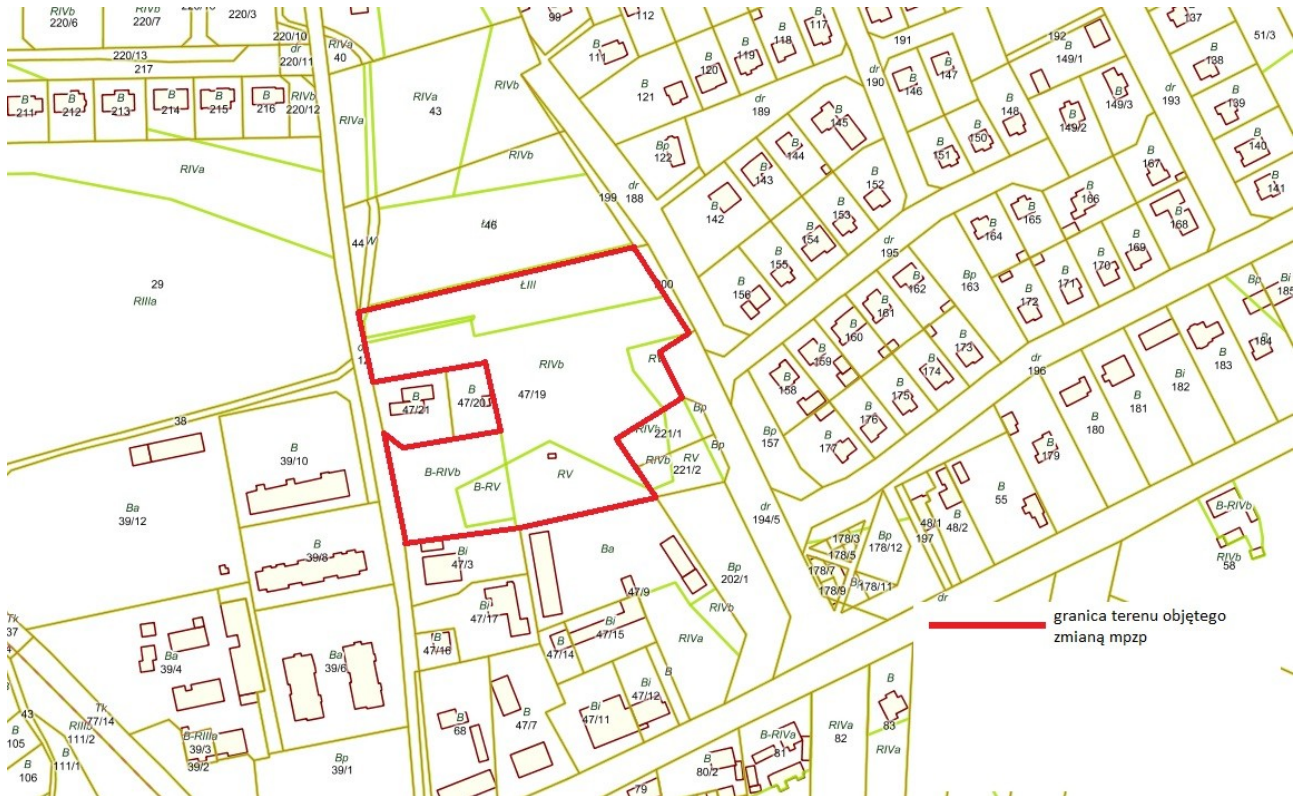 RIVb
220/6
RIVb
220/7
220/3
220/10
dr
220/11
RIVa
40
220/13
217
99
112
B
117
B
111
B
118
B
119
B
120
B
121
191
192
B
149/1
B
137
51/3
B
138
B
139
B
140
B
141
dr
190
B
146
B
147
B
148
B
149/3
B
149/2
dr
193
B
211
B
212
B
213
B
214
B
215
B
216
RIVb
220/12
RIVa
RIVa
43
RIVb
RIVb
dr
189
B
145
B
144
B
143
B
142
Bp
122
B
150
B
151
B
152
B
153
B
154
B
155
B
156
RIVa
199
dr
188
46
44
W
29
RIIIa
ŁIII
B
167
B
166
B
165
B
164
B
168
B
169
B
170
B
171
B
172
dr
195
Bp
163
B
162
B
161
B
160
B
159
B
158
B
173
B
174
B
175
B
176
B
177
Bp
Bi
185
B
184
B
183
Bi
182
B
181
B
180
B
179
dr
196
RIVb
47/19
B
47/21
B
47/20
38
B
39/10
Ba
39/12
B
39/8
B-RIVb
B-RV
RV
RIVb
221/1
RIVb
RV
221/2
Bp
Bp
Bp
157
dr
194/5
B
55
B
48/2
48/1
197
178/3
178/5
178/7
178/9
Bp
178/12
178/11
B-RIVb
RIVb
58
Bi
47/3
Ba
47/9
Bp
202/1
RIVb
RIVa
Bi
47/17
Bi
47/15
B
47/14
B
47/16
B
Bi
47/12
Bi
47/11
B
47/7
B
68
Ba
39/4
Ba
39/6
Tk
37
Tk
77/14
43
RIIIb
111/2
B
105
B
106
B
111/1
B-RIIIa
39/3
39/2
Bp
39/1
dr
granica terenu objętego
zmianą mpzp
B
83
RIVa
82
RIVa
B-RIVa
81
B
80/2
79